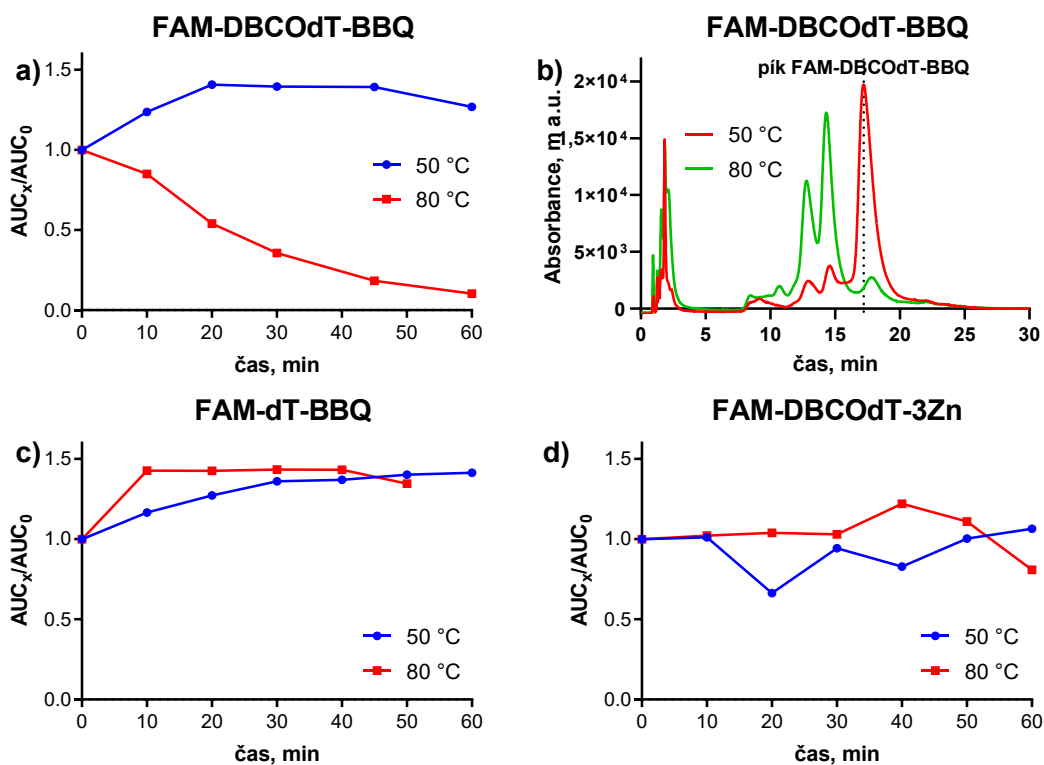 FAM-DBCOdT-BBQ
a)
1.5
1.0
0.5
0.0
AUCₓ/AUC₀
50 °C
80 °C
0 10 20 30 40 50 60
čas, min
FAM-DBCOdT-BBQ
b)
pík FAM-DBCOdT-BBQ
2×10⁴
1,5×10⁴
1×10⁴
5×10³
0
Absorbance, m a.u.
50 °C
80 °C
0 5 10 15 20 25 30
čas, min
FAM-dT-BBQ
c)
1.5
1.0
0.5
0.0
AUCₓ/AUC₀
50 °C
80 °C
0 10 20 30 40 50 60
čas, min
FAM-DBCOdT-3Zn
d)
1.5
1.0
0.5
0.0
AUCₓ/AUC₀
50 °C
80 °C
0 10 20 30 40 50 60
čas, min